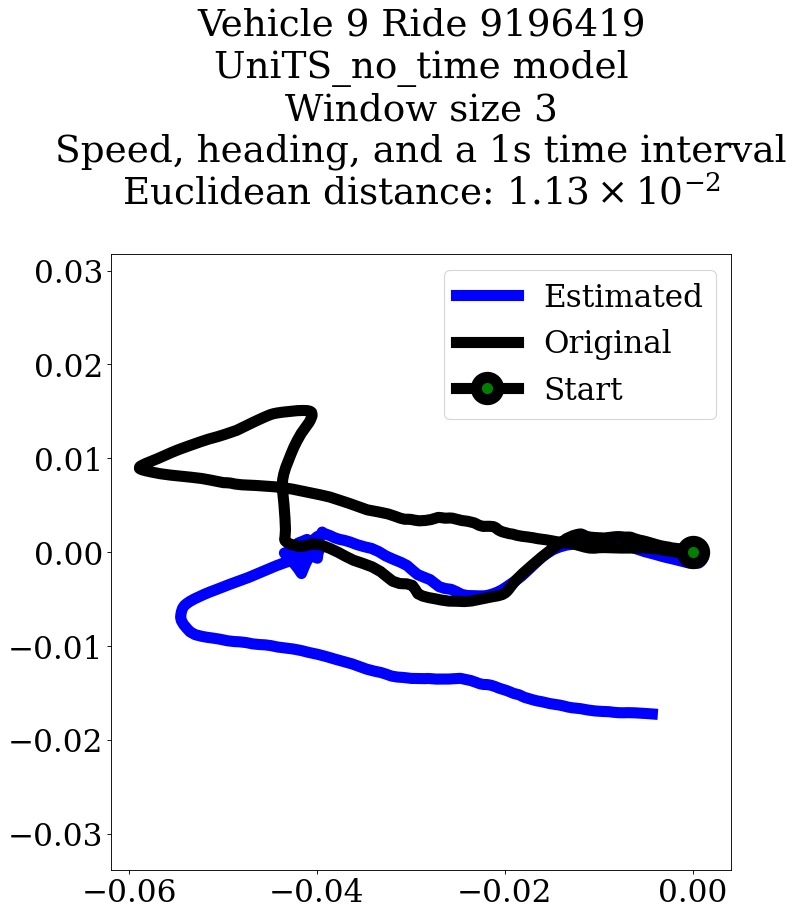 Vehicle 9 Ride 9196419
UniTS_no_time model
Window size 3
Speed, heading, and a 1s time interval
Euclidean distance: 1.13 × 10⁻²
Estimated
Original
Start
0.03
0.02
0.01
0.00
−0.01
−0.02
−0.03
−0.06
−0.04
−0.02
0.00